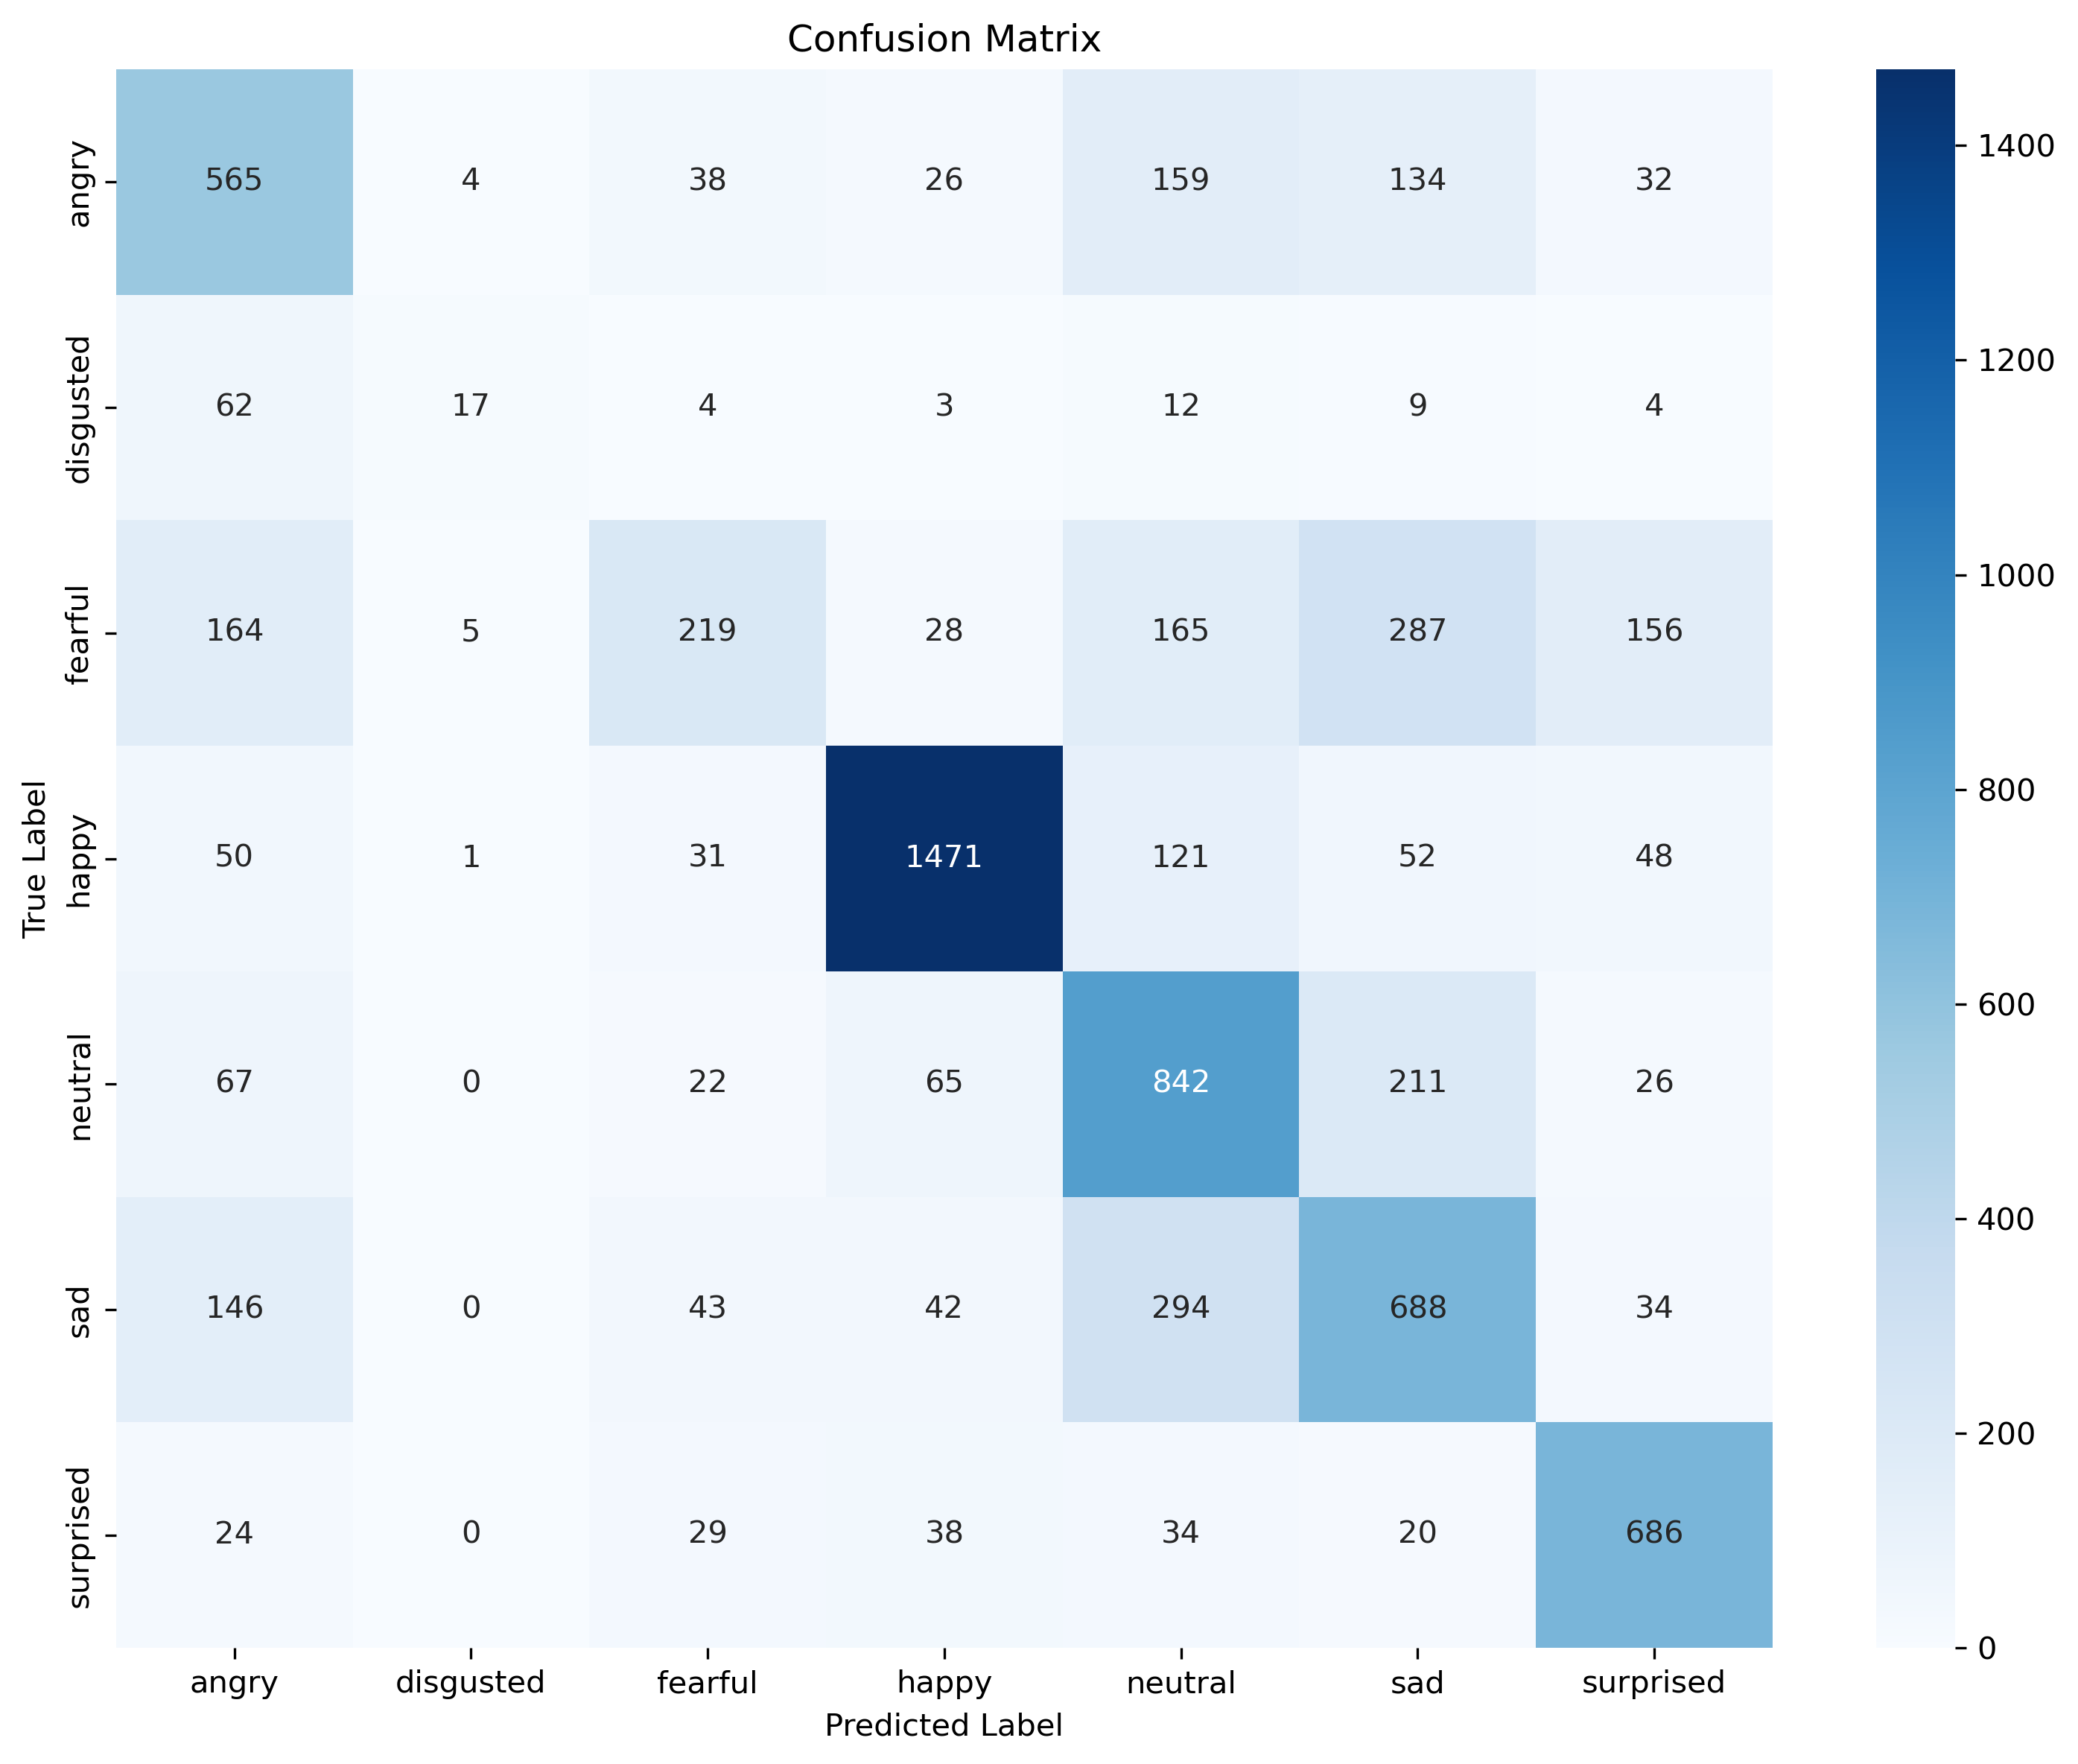 Confusion Matrix
True Label
angry 565 4 38 26 159 134 32
disgusted 62 17 4 3 12 9 4
fearful 164 5 219 28 165 287 156
happy 50 1 31 1471 121 52 48
neutral 67 0 22 65 842 211 26
sad 146 0 43 42 294 688 34
surprised 24 0 29 38 34 20 686
angry disgusted fearful happy neutral sad surprised
Predicted Label
1400
1200
1000
800
600
400
200
0